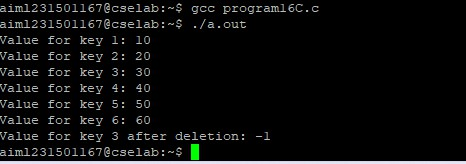 aiml231501167@cselab:~$ gcc program16C.c
aiml231501167@cselab:~$ ./a.out
Value for key 1: 10
Value for key 2: 20
Value for key 3: 30
Value for key 4: 40
Value for key 5: 50
Value for key 6: 60
Value for key 3 after deletion: -1
aiml231501167@cselab:~$